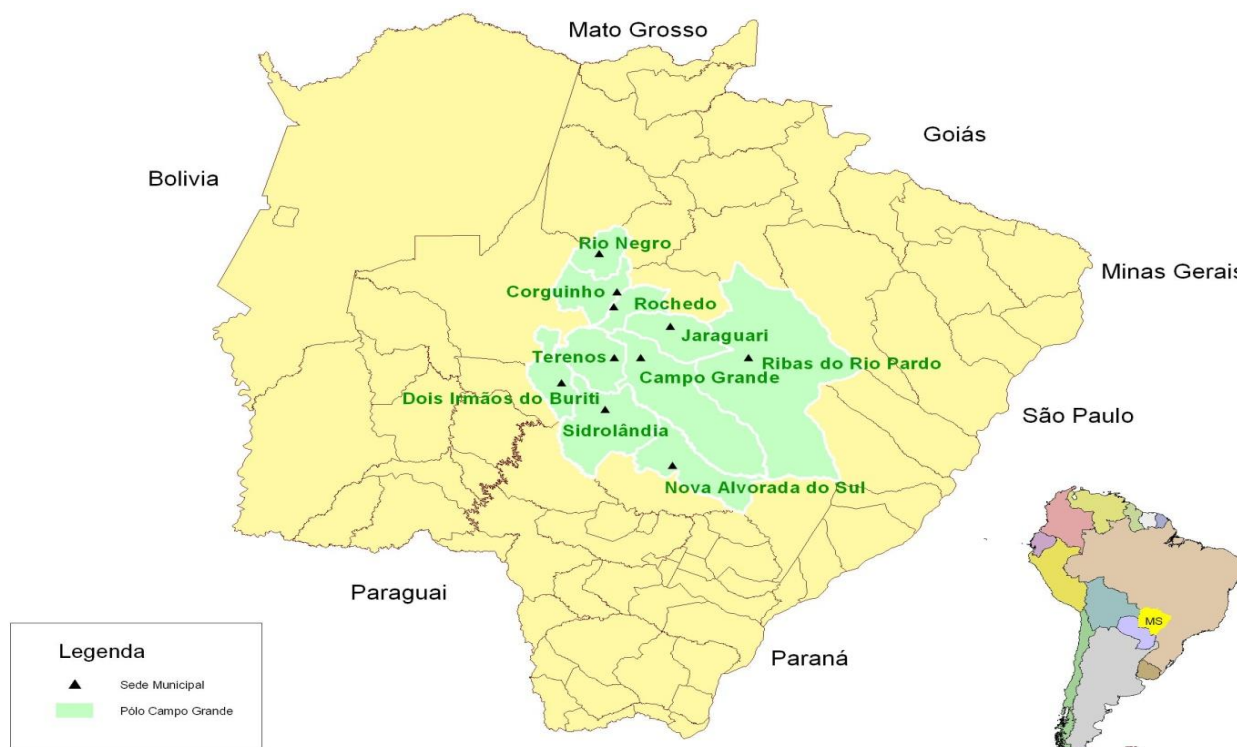 Mato Grosso
Goiás
Bolivia
Rio Negro
Minas Gerais
Corguinho
Rochedo
Jaraguari
Terenos
Ribas do Rio Pardo
Campo Grande
Dois Irmãos do Buriti
São Paulo
Sidrolândia
Nova Alvorada do Sul
Paraguai
MS
Paraná
Legenda
Sede Municipal
Pólo Campo Grande